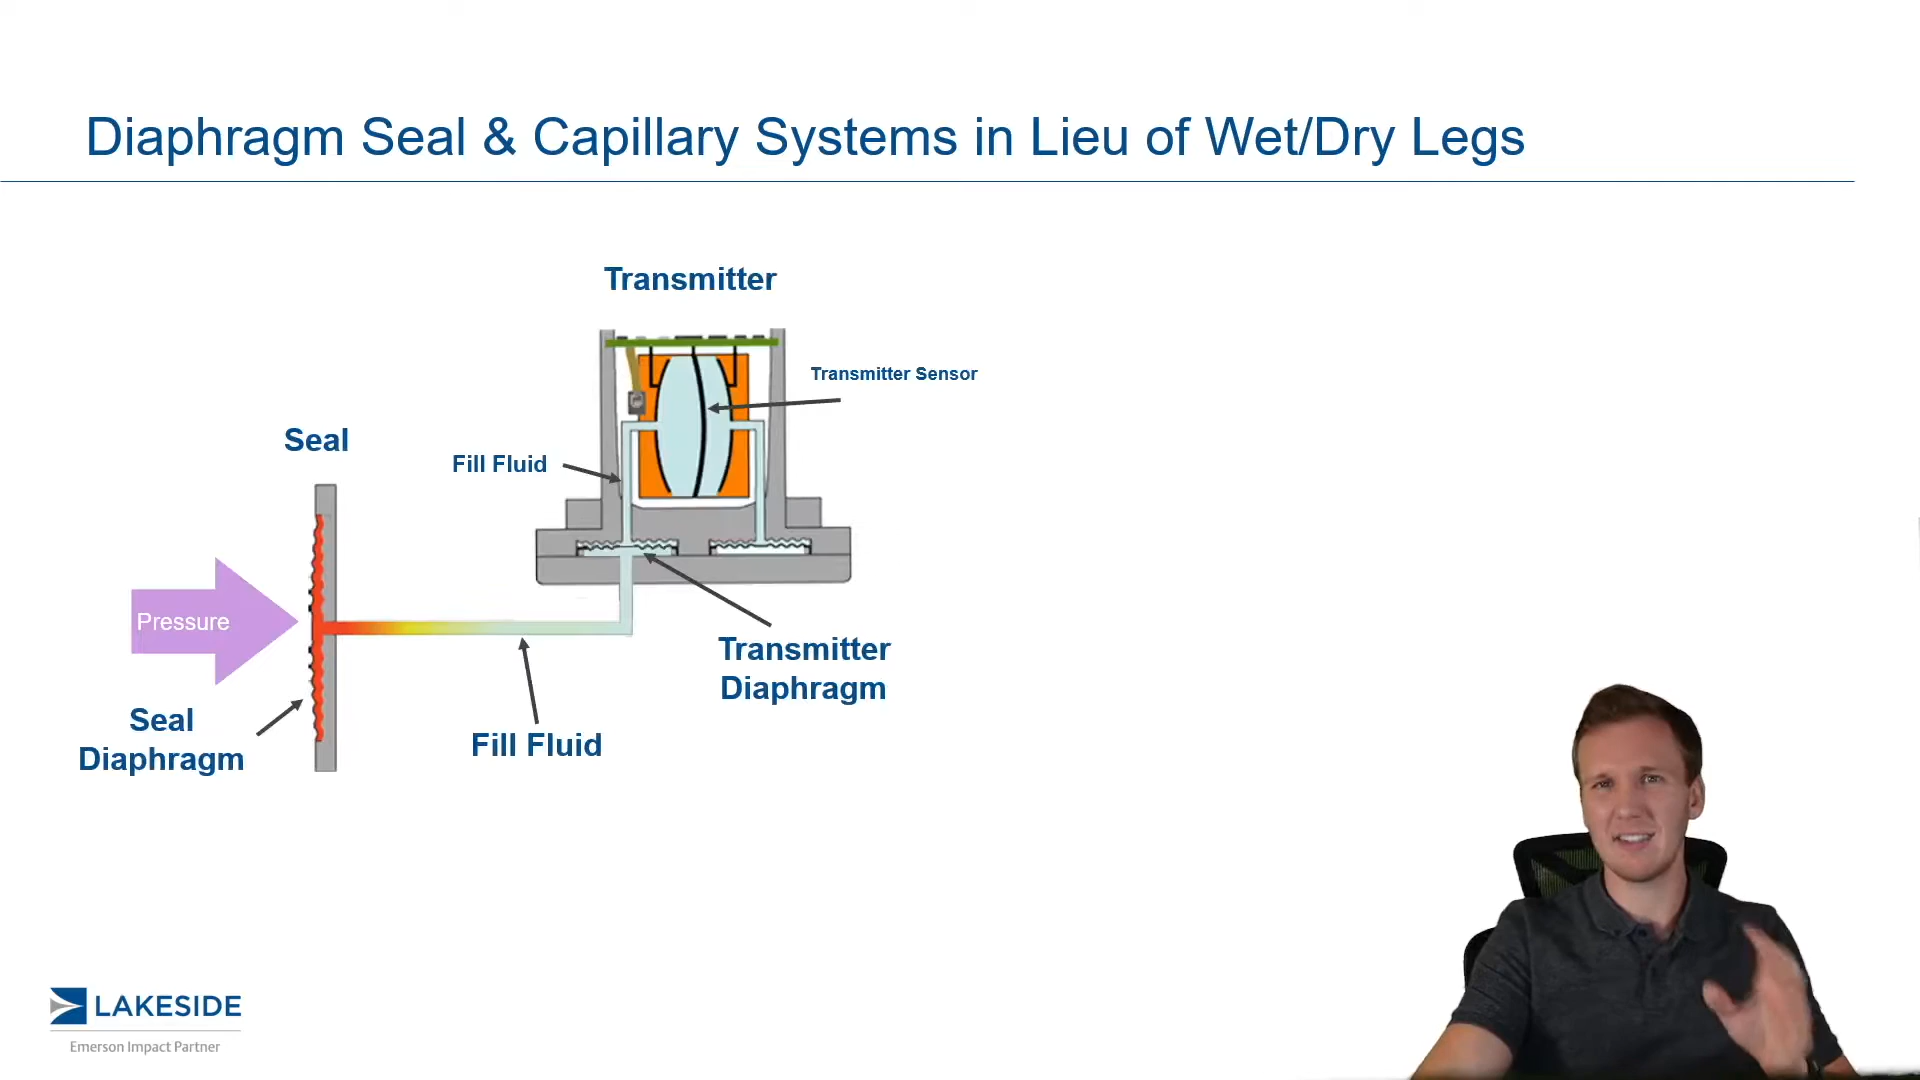 Diaphragm Seal & Capillary Systems in Lieu of Wet/Dry Legs
Transmitter
Transmitter Sensor
Seal
Fill Fluid
Pressure
Transmitter
Diaphragm
Seal
Diaphragm
Fill Fluid
LAKESIDE
Emerson Impact Partner